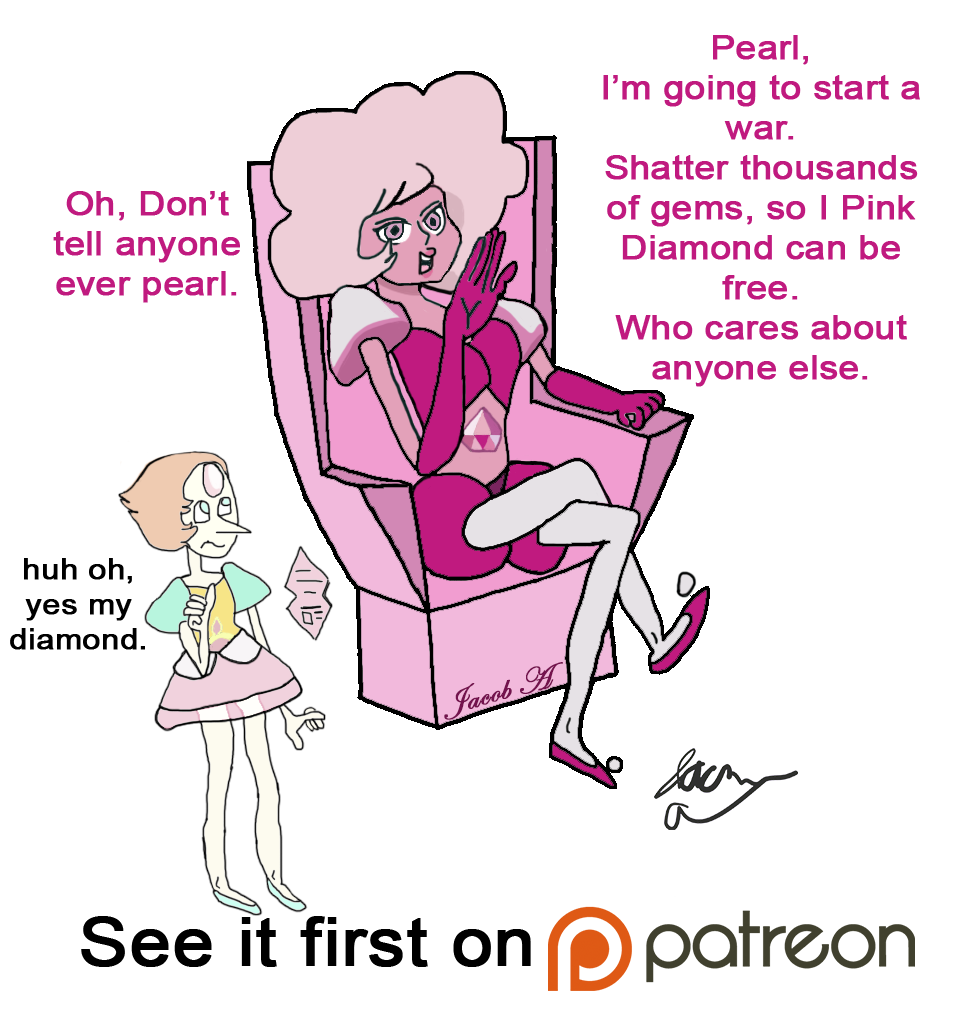 Pearl,
I'm going to start a
war.
Shatter thousands
of gems, so I Pink
Diamond can be
free.
Who cares about
anyone else.
Oh, Don't
tell anyone
ever pearl.
huh oh,
yes my
diamond.
Jacob A
See it first on patreon